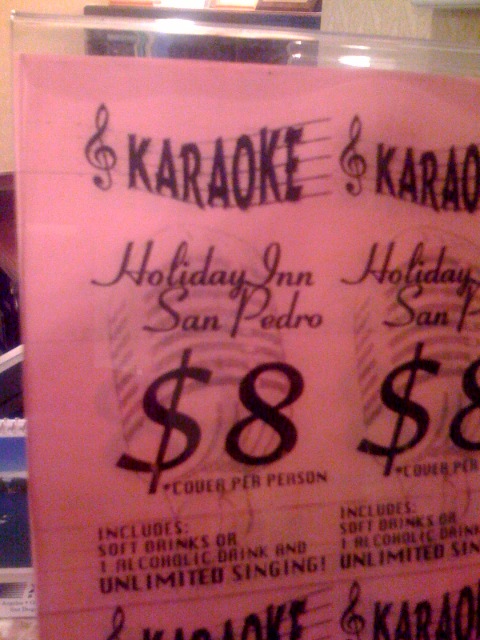 KARAOKE
Holiday Inn
San Pedro
$8
*COVER PER PERSON
INCLUDES:
SOFT DRINKS OR
1 ALCOHOLIC DRINK AND
UNLIMITED SINGING!
KARAO
Holiday
San P
$8
*COVER PER
INCLUDES:
SOFT DRINKS OR
1 ALCOHOLIC DRIN
UNLIMITED SIN
KARAOKE
KARAO